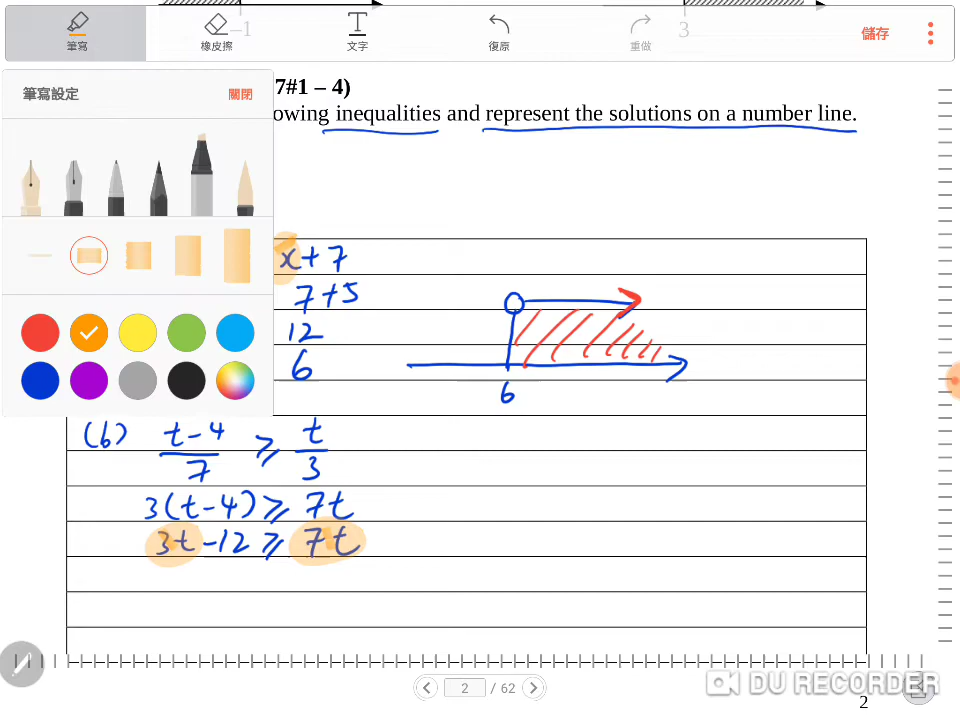 筆寫 橡皮擦 文字 復原 重做 儲存
-1 3
筆寫設定 關閉
7#1 – 4)
owing inequalities and represent the solutions on a number line.
x + 7
7 + 5
12
6
6
(b) t - 4 / 7 ≥ t / 3
3(t - 4) ≥ 7t
3t - 12 ≥ 7t
2 / 62
DU RECORDER
2